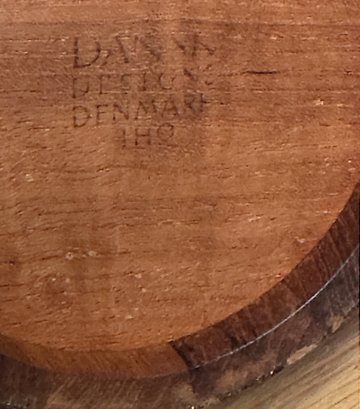 DANSK
DESIGNS
DENMARK
IHQ